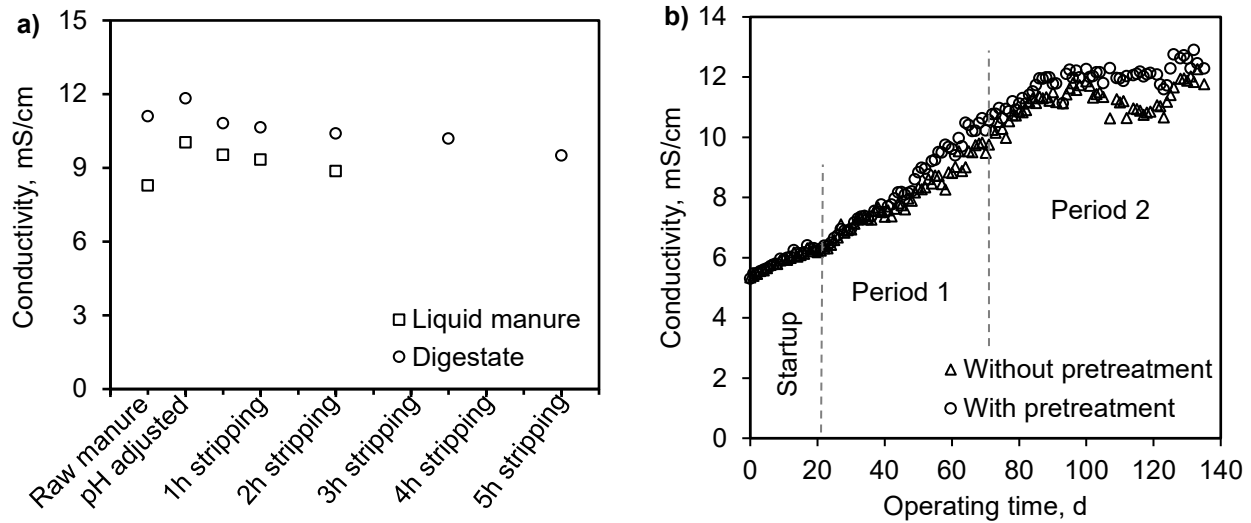 a)
Conductivity, mS/cm
15
12
9
6
3
0
Liquid manure
Digestate
Raw manure
pH adjusted
1h stripping
2h stripping
3h stripping
4h stripping
5h stripping
b)
Conductivity, mS/cm
14
12
10
8
6
4
2
0
Startup
Period 1
Period 2
Without pretreatment
With pretreatment
0 20 40 60 80 100 120 140
Operating time, d